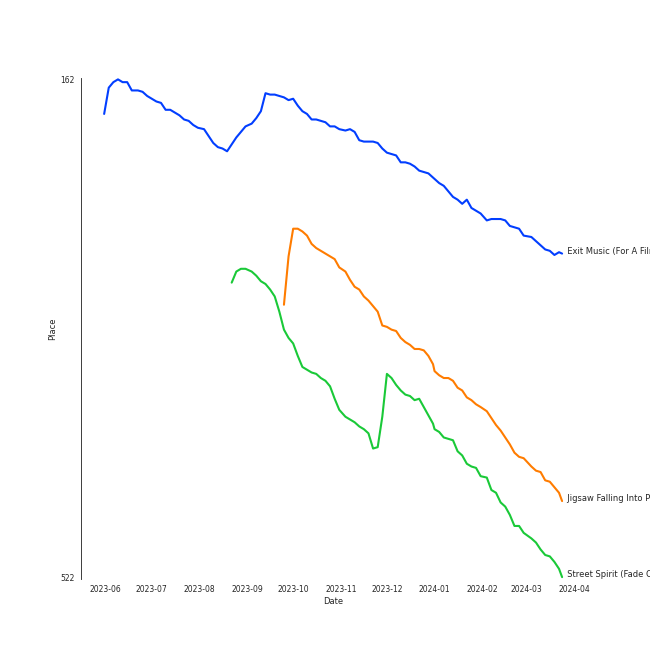 162
Exit Music (For A Fil
Place
Jigsaw Falling Into P
Street Spirit (Fade O
522
2023-06 2023-07 2023-08 2023-09 2023-10 2023-11 2023-12 2024-01 2024-02 2024-03 2024-04
Date